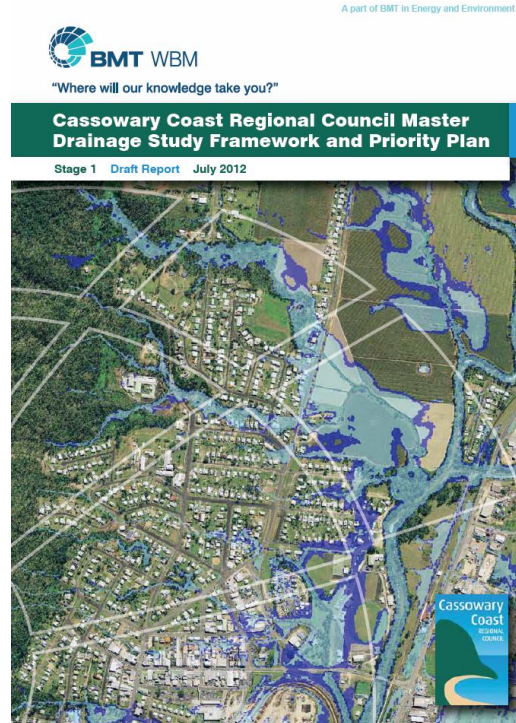 A part of BMT in Energy and Environment
BMT WBM
“Where will our knowledge take you?”
Cassowary Coast Regional Council Master
Drainage Study Framework and Priority Plan
Stage 1 Draft Report July 2012
Cassowary
Coast
REGIONAL
COUNCIL